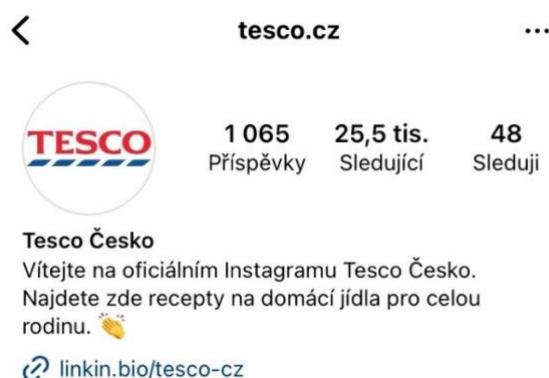 tesco.cz
TESCO
1 065
25,5 tis.
48
Příspěvky
Sledující
Sleduji
Tesco Česko
Vítejte na oficiálním Instagramu Tesco Česko.
Najdete zde recepty na domácí jídla pro celou
rodinu. 👏
linkin.bio/tesco-cz